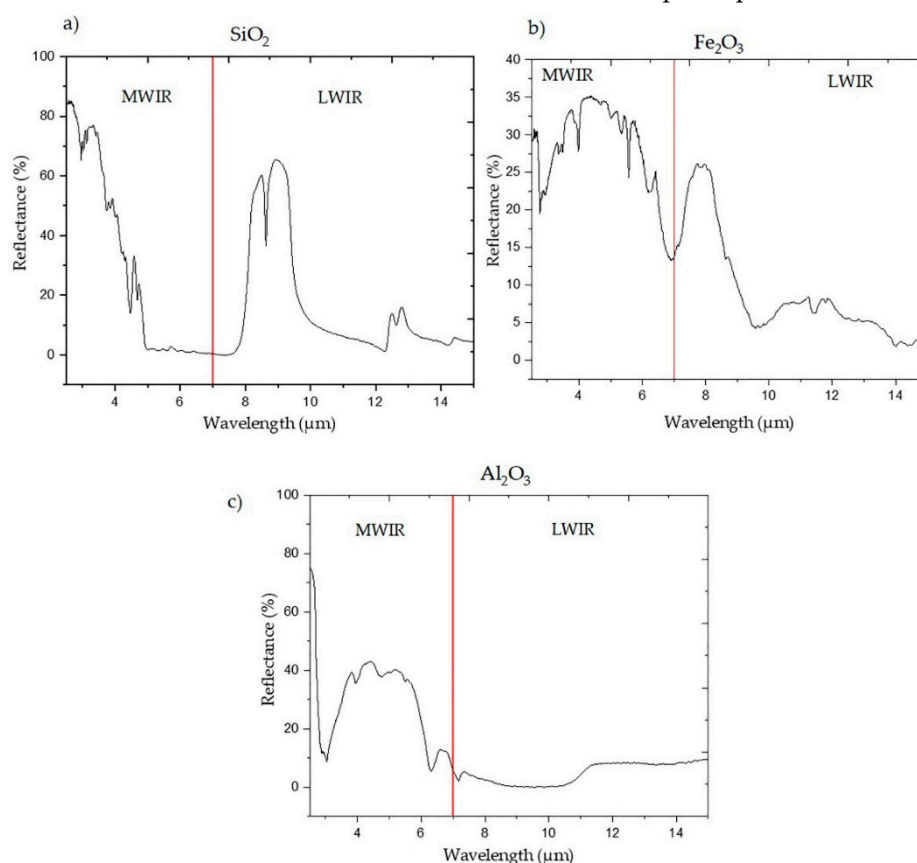 a)
SiO₂
100
80
60
40
20
0
Reflectance (%)
MWIR
LWIR
4 6 8 10 12 14
Wavelength (μm)
b)
Fe₂O₃
40
35
30
25
20
15
10
5
0
Reflectance (%)
MWIR
LWIR
4 6 8 10 12 14
Wavelength (μm)
c)
Al₂O₃
100
80
60
40
20
0
Reflectance (%)
MWIR
LWIR
4 6 8 10 12 14
Wavelength (μm)